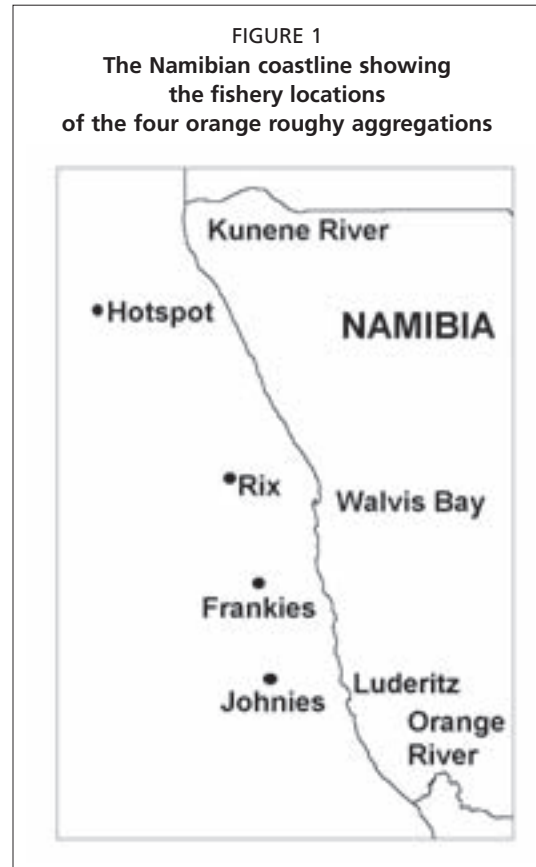 FIGURE 1
The Namibian coastline showing
the fishery locations
of the four orange roughy aggregations
Kunene River
Hotspot
NAMIBIA
Rix
Walvis Bay
Frankies
Johnies
Luderitz
Orange
River